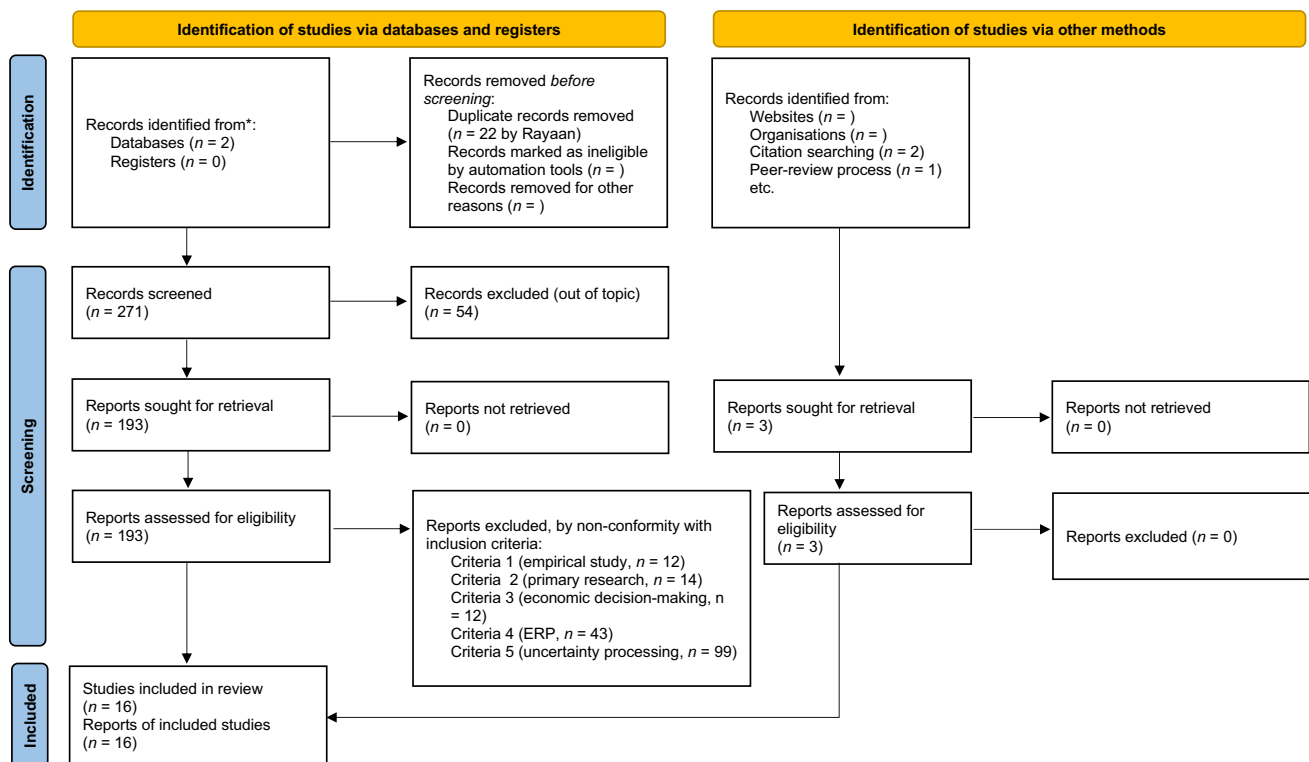 Identification of studies via databases and registers
Identification of studies via other methods
Identification
Records identified from*:
Databases (n = 2)
Registers (n = 0)
Records removed before
screening:
Duplicate records removed
(n = 22 by Rayaan)
Records marked as ineligible
by automation tools (n = )
Records removed for other
reasons (n = )
Records identified from:
Websites (n = )
Organisations (n = )
Citation searching (n = 2)
Peer-review process (n = 1)
etc.
Screening
Records screened
(n = 271)
Records excluded (out of topic)
(n = 54)
Reports sought for retrieval
(n = 193)
Reports not retrieved
(n = 0)
Reports sought for retrieval
(n = 3)
Reports not retrieved
(n = 0)
Reports assessed for eligibility
(n = 193)
Reports excluded, by non-conformity with
inclusion criteria:
Criteria 1 (empirical study, n = 12)
Criteria 2 (primary research, n = 14)
Criteria 3 (economic decision-making, n
= 12)
Criteria 4 (ERP, n = 43)
Criteria 5 (uncertainty processing, n = 99)
Reports assessed for
eligibility
(n = 3)
Reports excluded (n = 0)
Included
Studies included in review
(n = 16)
Reports of included studies
(n = 16)